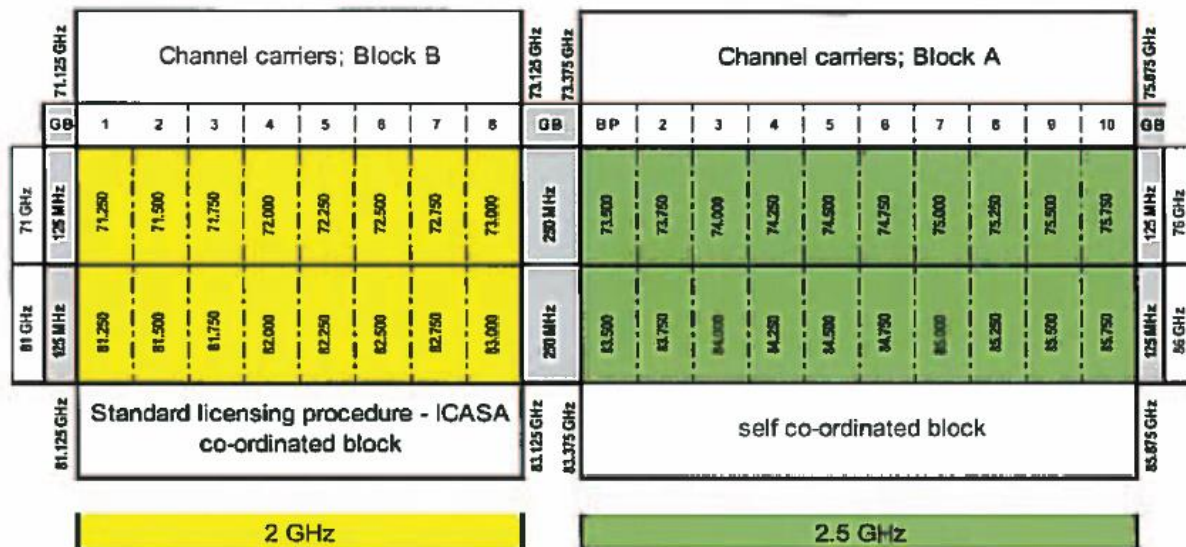 71.125 GHz
Channel carriers; Block B
73.125 GHz
73.375 GHz
Channel carriers; Block A
75.875 GHz
GB 1 2 3 4 5 6 7 8 GB BP 2 3 4 5 6 7 8 9 10 GB
71 GHz 125 MHz 71.250 71.500 71.750 72.000 72.250 72.500 72.750 73.000 250 MHz 73.500 73.750 74.000 74.250 74.500 74.750 75.000 75.250 75.500 75.750 125 MHz 76 GHz
81 GHz 125 MHz 81.250 81.500 81.750 82.000 82.250 82.500 82.750 83.000 250 MHz 83.500 83.750 84.000 84.250 84.500 84.750 85.000 85.250 85.500 85.750 125 MHz 86 GHz
81.125 GHz
Standard licensing procedure - ICASA
co-ordinated block
83.125 GHz
83.375 GHz
self co-ordinated block
85.875 GHz
2 GHz
2.5 GHz